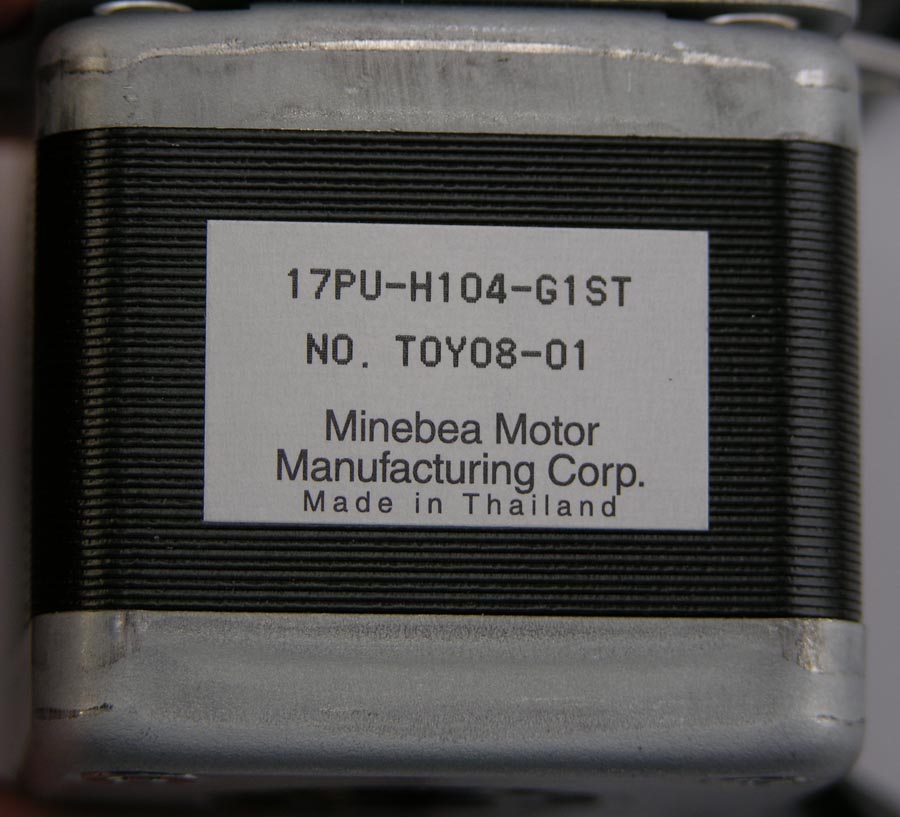 17PU-H104-G1ST
NO. T0Y08-01
Minebea Motor
Manufacturing Corp.
Made in Thailand